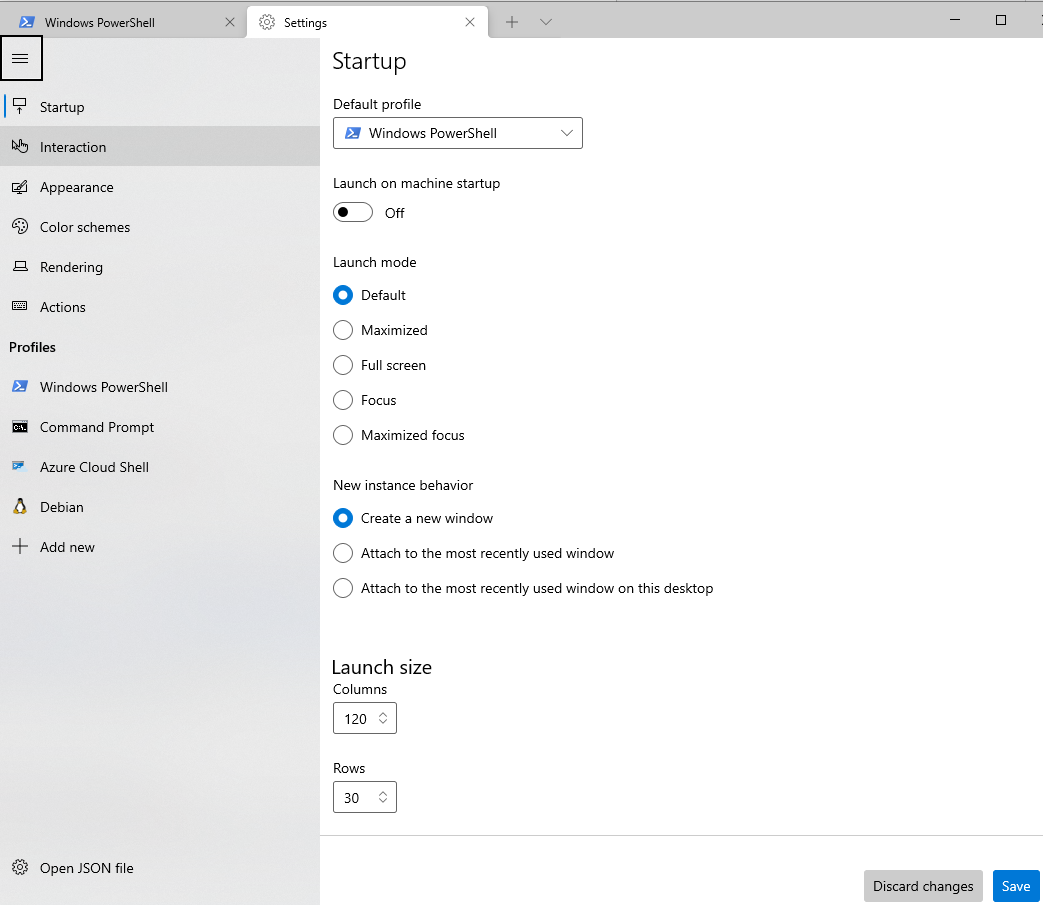 Windows PowerShell
Settings
Startup
Interaction
Appearance
Color schemes
Rendering
Actions
Profiles
Windows PowerShell
Command Prompt
Azure Cloud Shell
Debian
Add new
Open JSON file
Startup
Default profile
Windows PowerShell
Launch on machine startup
Off
Launch mode
Default
Maximized
Full screen
Focus
Maximized focus
New instance behavior
Create a new window
Attach to the most recently used window
Attach to the most recently used window on this desktop
Launch size
Columns
120
Rows
30
Discard changes
Save